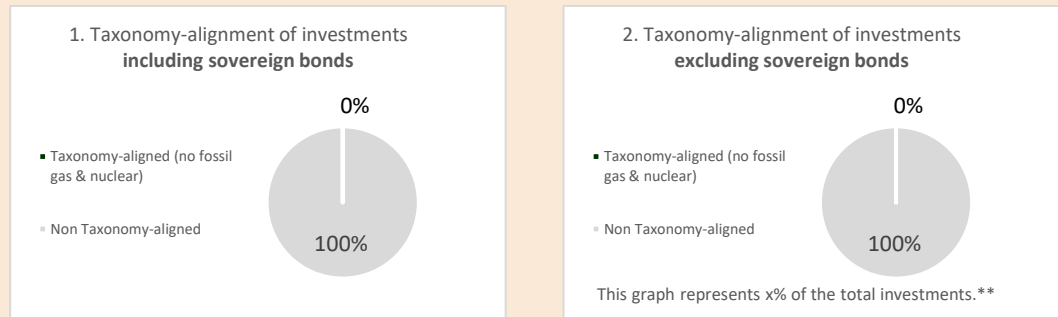 1. Taxonomy-alignment of investments
including sovereign bonds
0%
Taxonomy-aligned (no fossil
gas & nuclear)
Non Taxonomy-aligned
100%
2. Taxonomy-alignment of investments
excluding sovereign bonds
0%
Taxonomy-aligned (no fossil
gas & nuclear)
Non Taxonomy-aligned
100%
This graph represents x% of the total investments.**